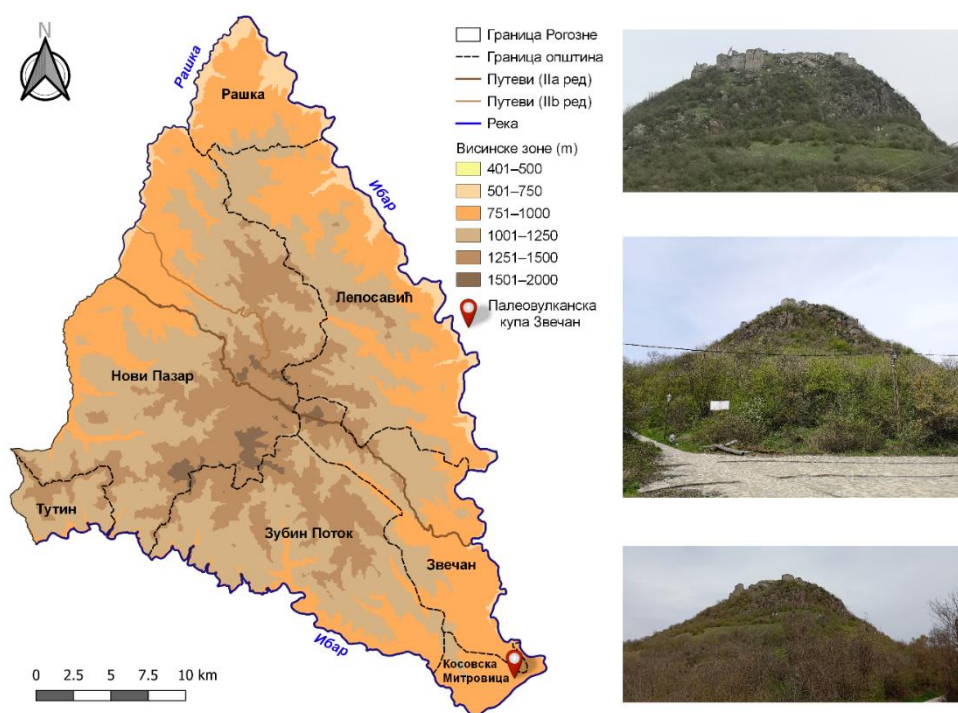 N
Рашка
Рашка
Ибар
Лепосавић
Нови Пазар
Тутин
Зубин Поток
Звечан
Ибар
Косовска
Митровица
0 2.5 5 7.5 10 km
Граница Рогозне
Граница општина
Путеви (IIа ред)
Путеви (IIb ред)
Река
Висинске зоне (m)
401–500
501–750
751–1000
1001–1250
1251–1500
1501–2000
Палеовулканска
купа Звечан